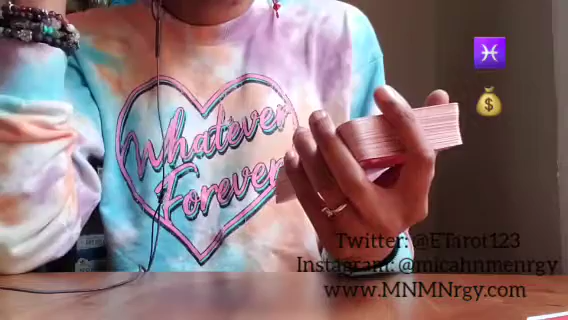 Whatever
Forever
Twitter: @ETarot123
Instagram: @micahnmenrgy
www.MNMNrgy.com